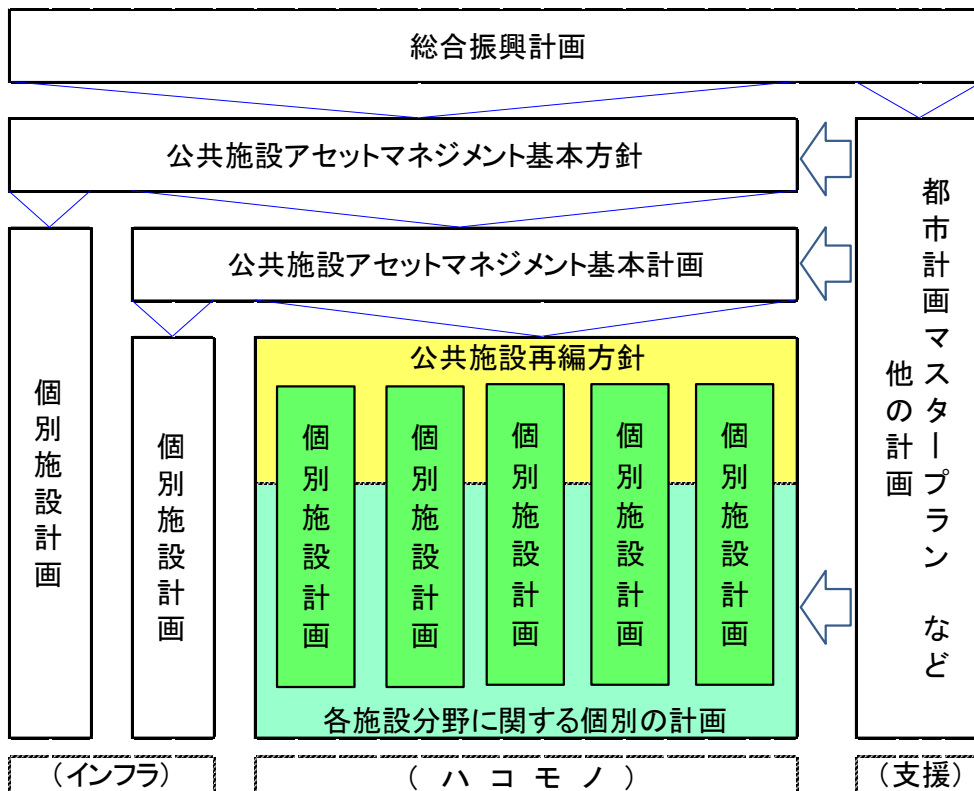 総合振興計画
公共施設アセットマネジメント基本方針
公共施設アセットマネジメント基本計画
個別施設計画
個別施設計画
公共施設再編方針
個別施設計画
個別施設計画
個別施設計画
個別施設計画
個別施設計画
各施設分野に関する個別の計画
都市計画マスタープラン など
他の計画
（インフラ）
（ハコモノ）
（支援）